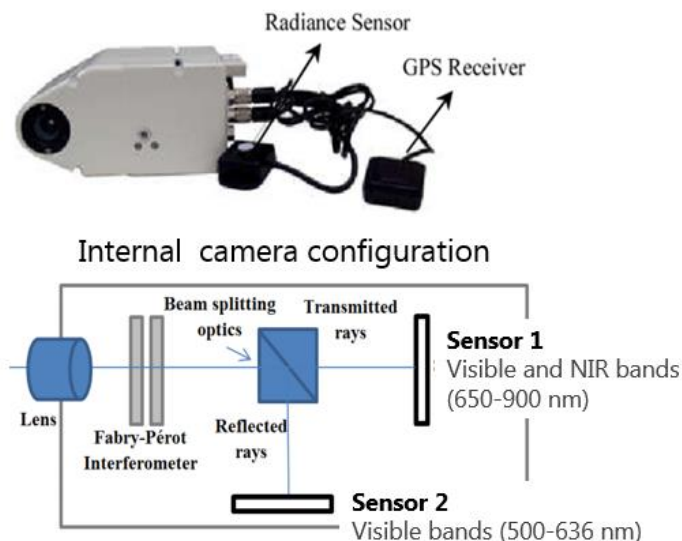 Radiance Sensor
GPS Receiver
Internal camera configuration
Beam splitting
optics
Transmitted
rays
Sensor 1
Visible and NIR bands
(650-900 nm)
Lens
Fabry-Pérot
Interferometer
Reflected
rays
Sensor 2
Visible bands (500-636 nm)